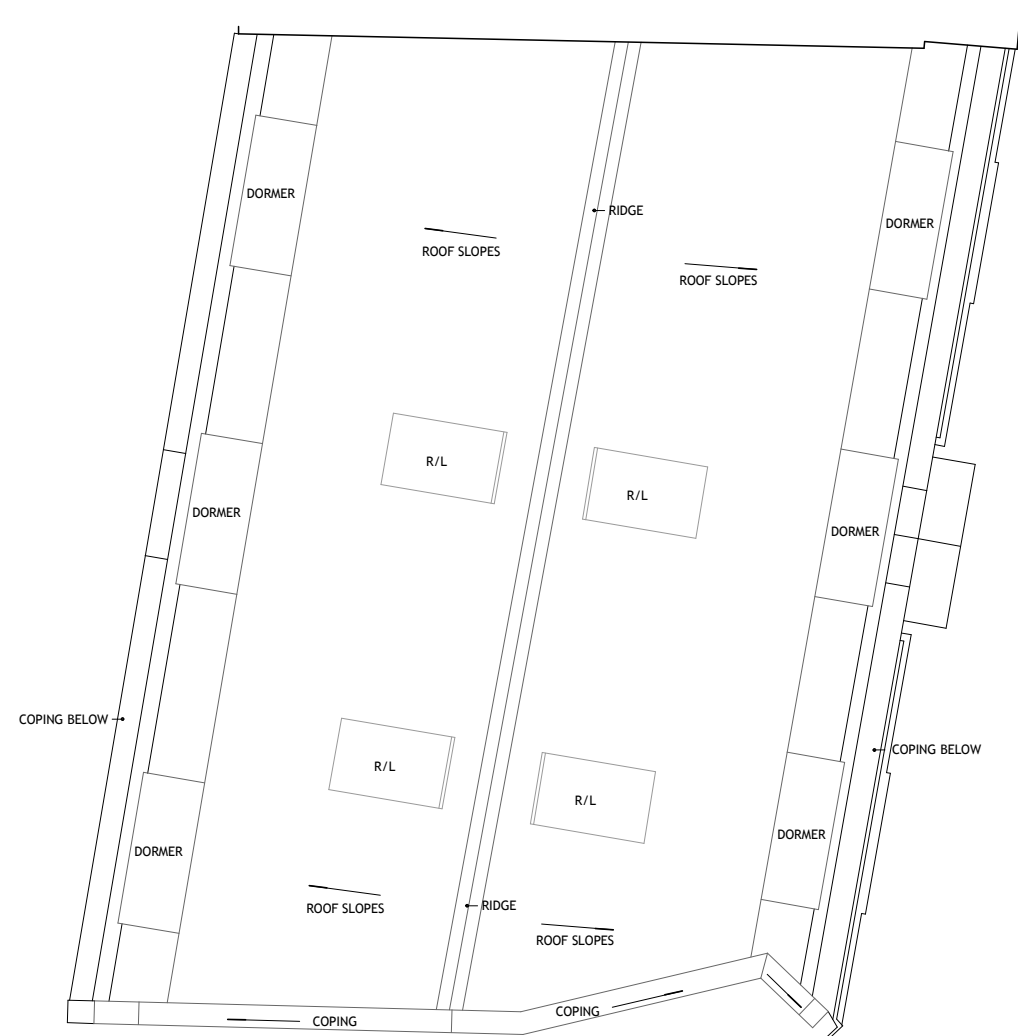 DORMER
RIDGE
DORMER
ROOF SLOPES
ROOF SLOPES
R/L
R/L
DORMER
DORMER
COPING BELOW
COPING BELOW
R/L
R/L
DORMER
DORMER
RIDGE
ROOF SLOPES
ROOF SLOPES
COPING
COPING